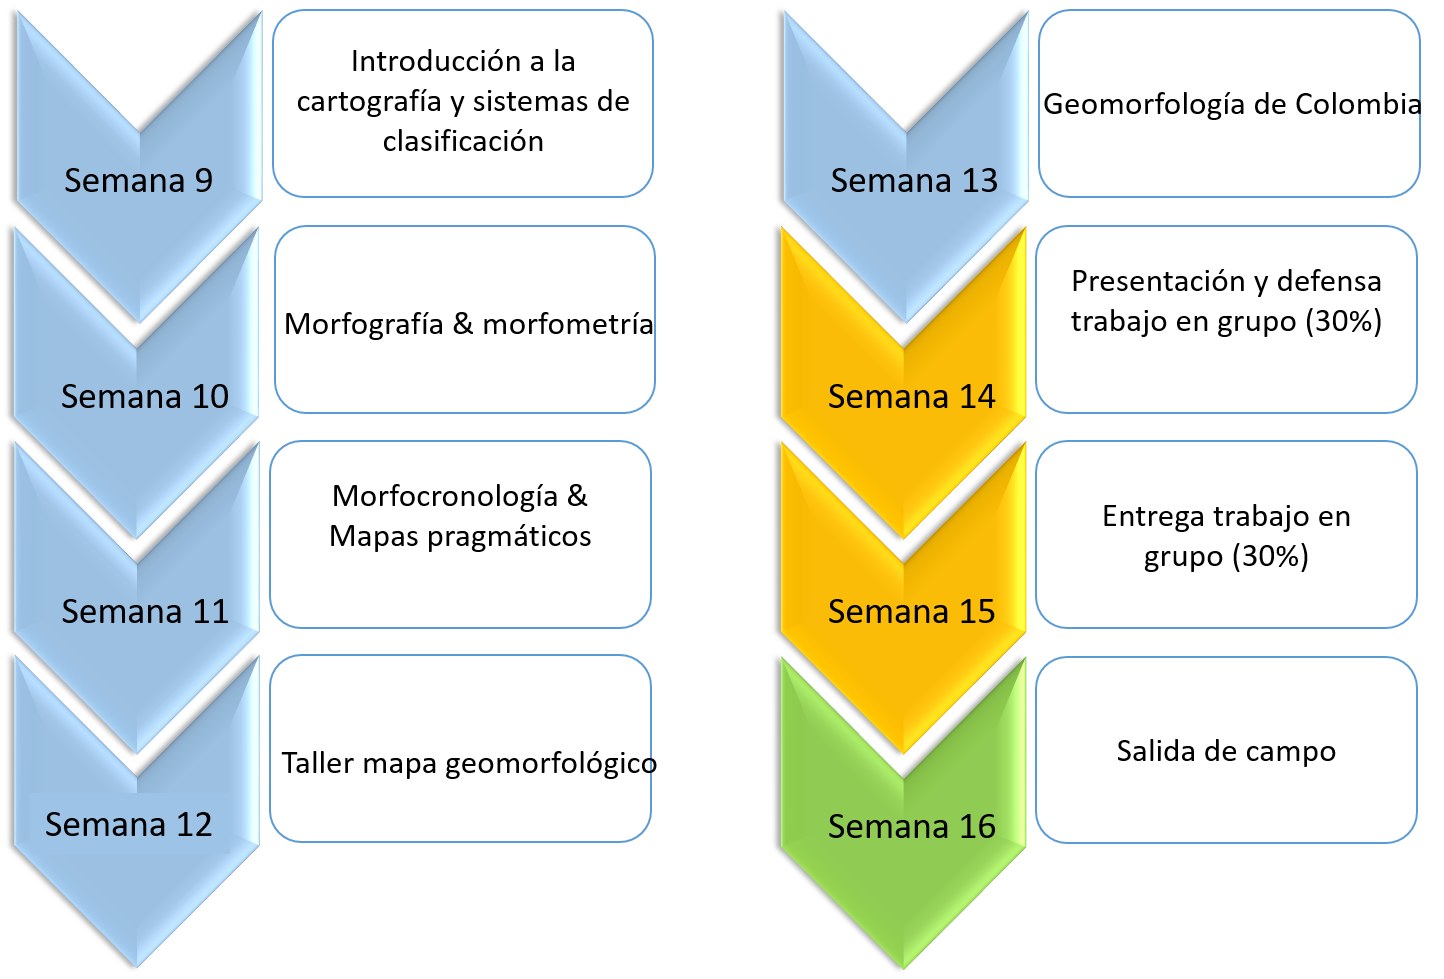 Semana 9
Introducción a la
cartografía y sistemas de
clasificación
Semana 10
Morfografía & morfometría
Semana 11
Morfocronología &
Mapas pragmáticos
Semana 12
Taller mapa geomorfológico
Semana 13
Geomorfología de Colombia
Semana 14
Presentación y defensa
trabajo en grupo (30%)
Semana 15
Entrega trabajo en
grupo (30%)
Semana 16
Salida de campo